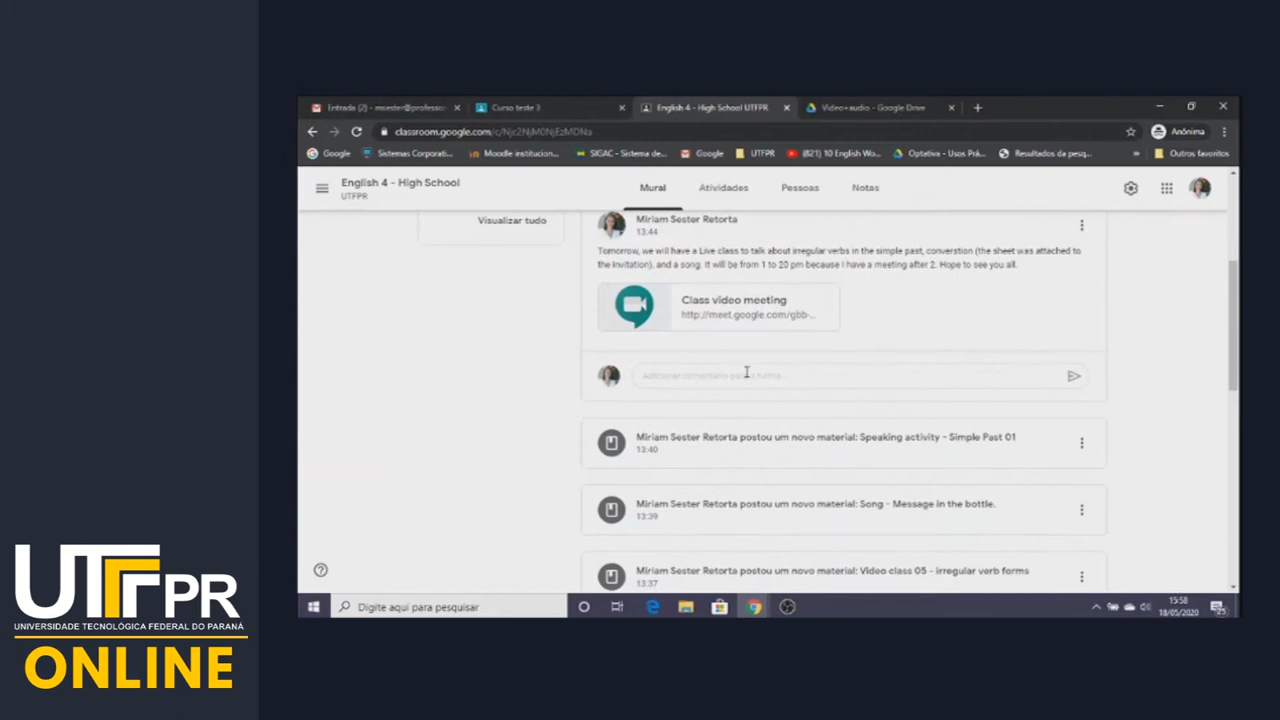 Entrada (2) - msester@professo
Curso teste 3
English 4 - High School UTFPR
Video+audio - Google Drive
classroom.google.com/c/Njc2NjM0NjEzMDNa
Anônima
Google
Sistemas Corporati...
Moodle institucion...
SIGAC - Sistema de...
Google
UTFPR
(821) 10 English Wo...
Optativa - Usos Prá...
Resultados da pesq...
»
Outros favoritos
English 4 - High School
UTFPR
Mural
Atividades
Pessoas
Notas
Visualizar tudo
Miriam Sester Retorta
13:44
Tomorrow, we will have a Live class to talk about irregular verbs in the simple past, converstion (the sheet was attached to
the invitation), and a song. It will be from 1 to 20 pm because I have a meeting after 2. Hope to see you all.
Class video meeting
http://meet.google.com/gbb-...
Adicionar comentário para a turma...
Miriam Sester Retorta postou um novo material: Speaking activity - Simple Past 01
13:40
Miriam Sester Retorta postou um novo material: Song - Message in the bottle.
13:39
Miriam Sester Retorta postou um novo material: Video class 05 - irregular verb forms
13:37
Digite aqui para pesquisar
15:58
18/05/2020
25
UTFPR
UNIVERSIDADE TECNOLÓGICA FEDERAL DO PARANÁ
ONLINE